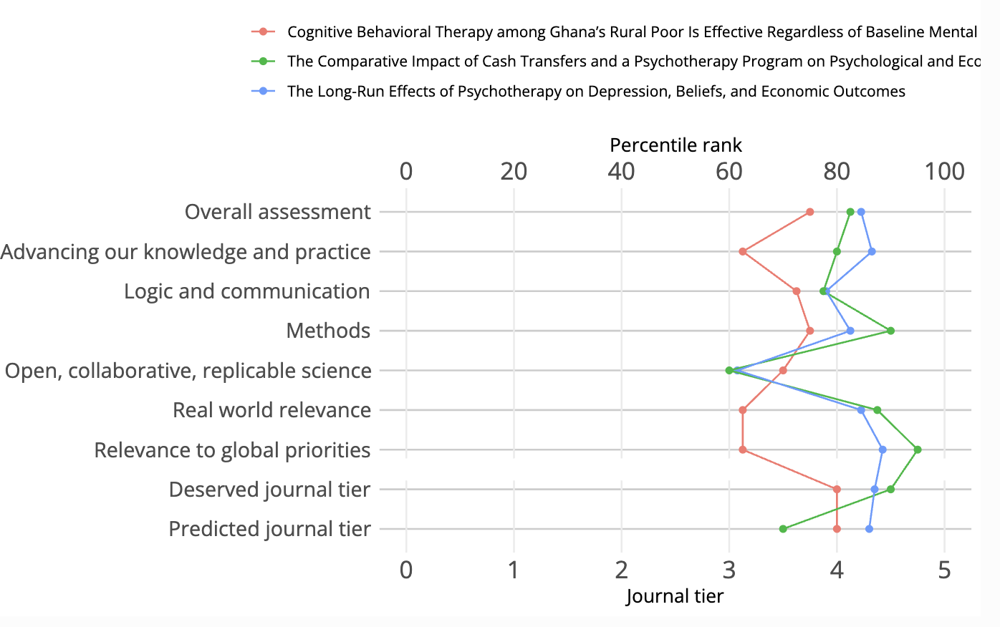 Cognitive Behavioral Therapy among Ghana’s Rural Poor Is Effective Regardless of Baseline Mental
The Comparative Impact of Cash Transfers and a Psychotherapy Program on Psychological and Eco
The Long-Run Effects of Psychotherapy on Depression, Beliefs, and Economic Outcomes
Percentile rank
0 20 40 60 80 100
Overall assessment
Advancing our knowledge and practice
Logic and communication
Methods
Open, collaborative, replicable science
Real world relevance
Relevance to global priorities
Deserved journal tier
Predicted journal tier
0 1 2 3 4 5
Journal tier